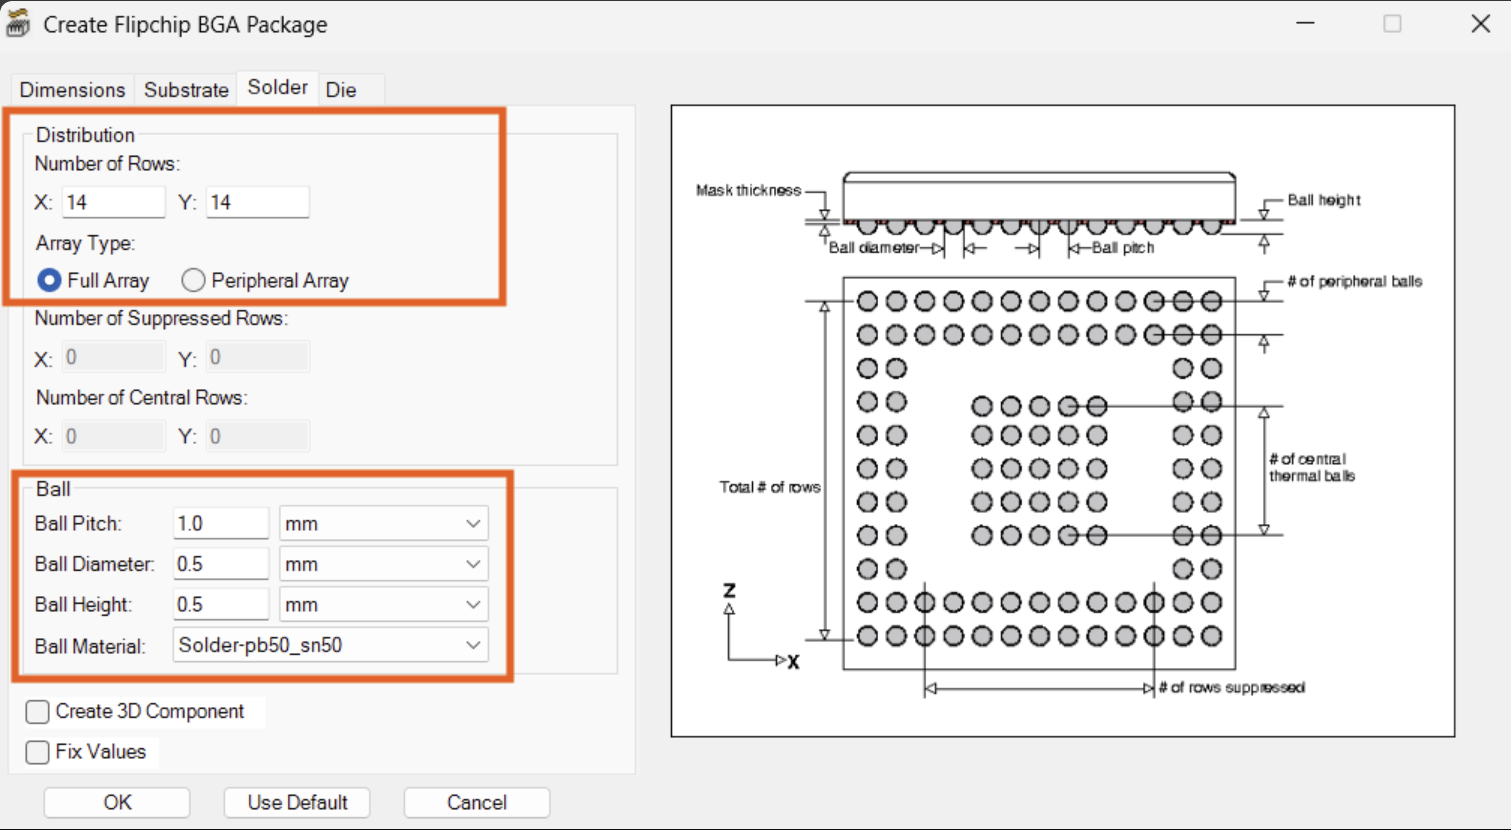 Create Flipchip BGA Package
Dimensions Substrate Solder Die
Distribution
Number of Rows:
X: 14 Y: 14
Array Type:
Full Array Peripheral Array
Number of Suppressed Rows:
X: 0 Y: 0
Number of Central Rows:
X: 0 Y: 0
Ball
Ball Pitch: 1.0 mm
Ball Diameter: 0.5 mm
Ball Height: 0.5 mm
Ball Material: Solder-pb50_sn50
Create 3D Component
Fix Values
OK Use Default Cancel
Mask thickness
Ball height
Ball diameter
Ball pitch
# of peripheral balls
Total # of rows
# of central
thermal balls
Z
X
# of rows suppressed